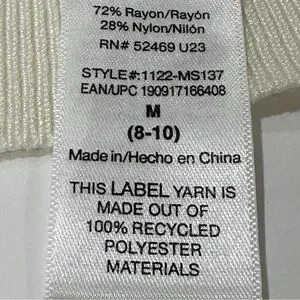 72% Rayon/Rayón
28% Nylon/Nilón
RN# 52469 U23
STYLE#:1122-MS137
EAN/UPC 190917166408
M
(8-10)
Made in/Hecho en China
THIS LABEL YARN IS
MADE OUT OF
100% RECYCLED
POLYESTER
MATERIALS